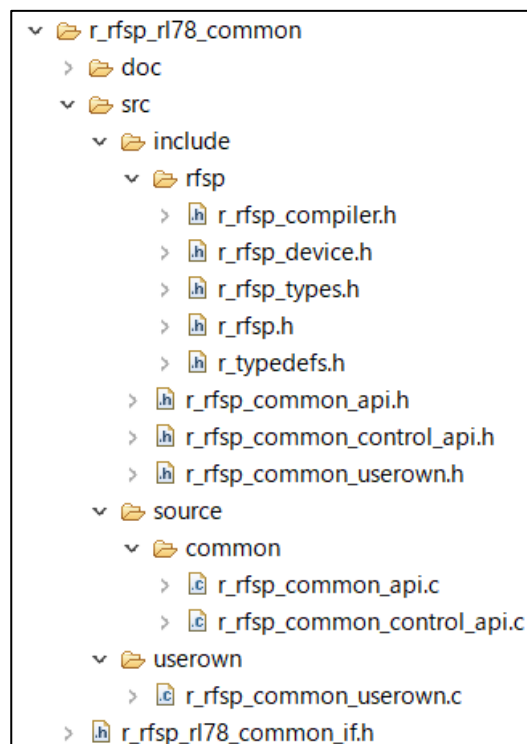 r_rfsp_rl78_common
doc
src
include
rfsp
r_rfsp_compiler.h
r_rfsp_device.h
r_rfsp_types.h
r_rfsp.h
r_typedefs.h
r_rfsp_common_api.h
r_rfsp_common_control_api.h
r_rfsp_common_userown.h
source
common
r_rfsp_common_api.c
r_rfsp_common_control_api.c
userown
r_rfsp_common_userown.c
r_rfsp_rl78_common_if.h